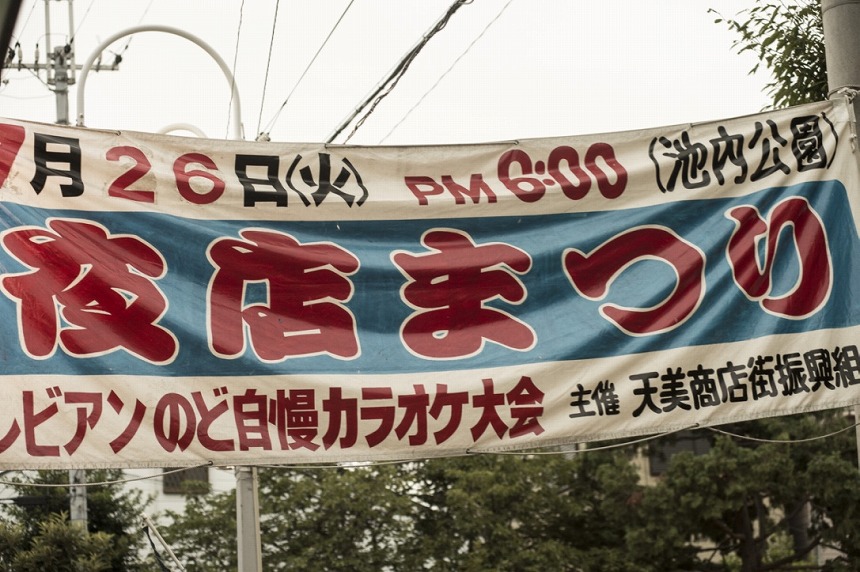 月26日(火) PM6:00 (池内公園)
夜店まつり
レビアンのど自慢カラオケ大会 主催 天美商店街振興組